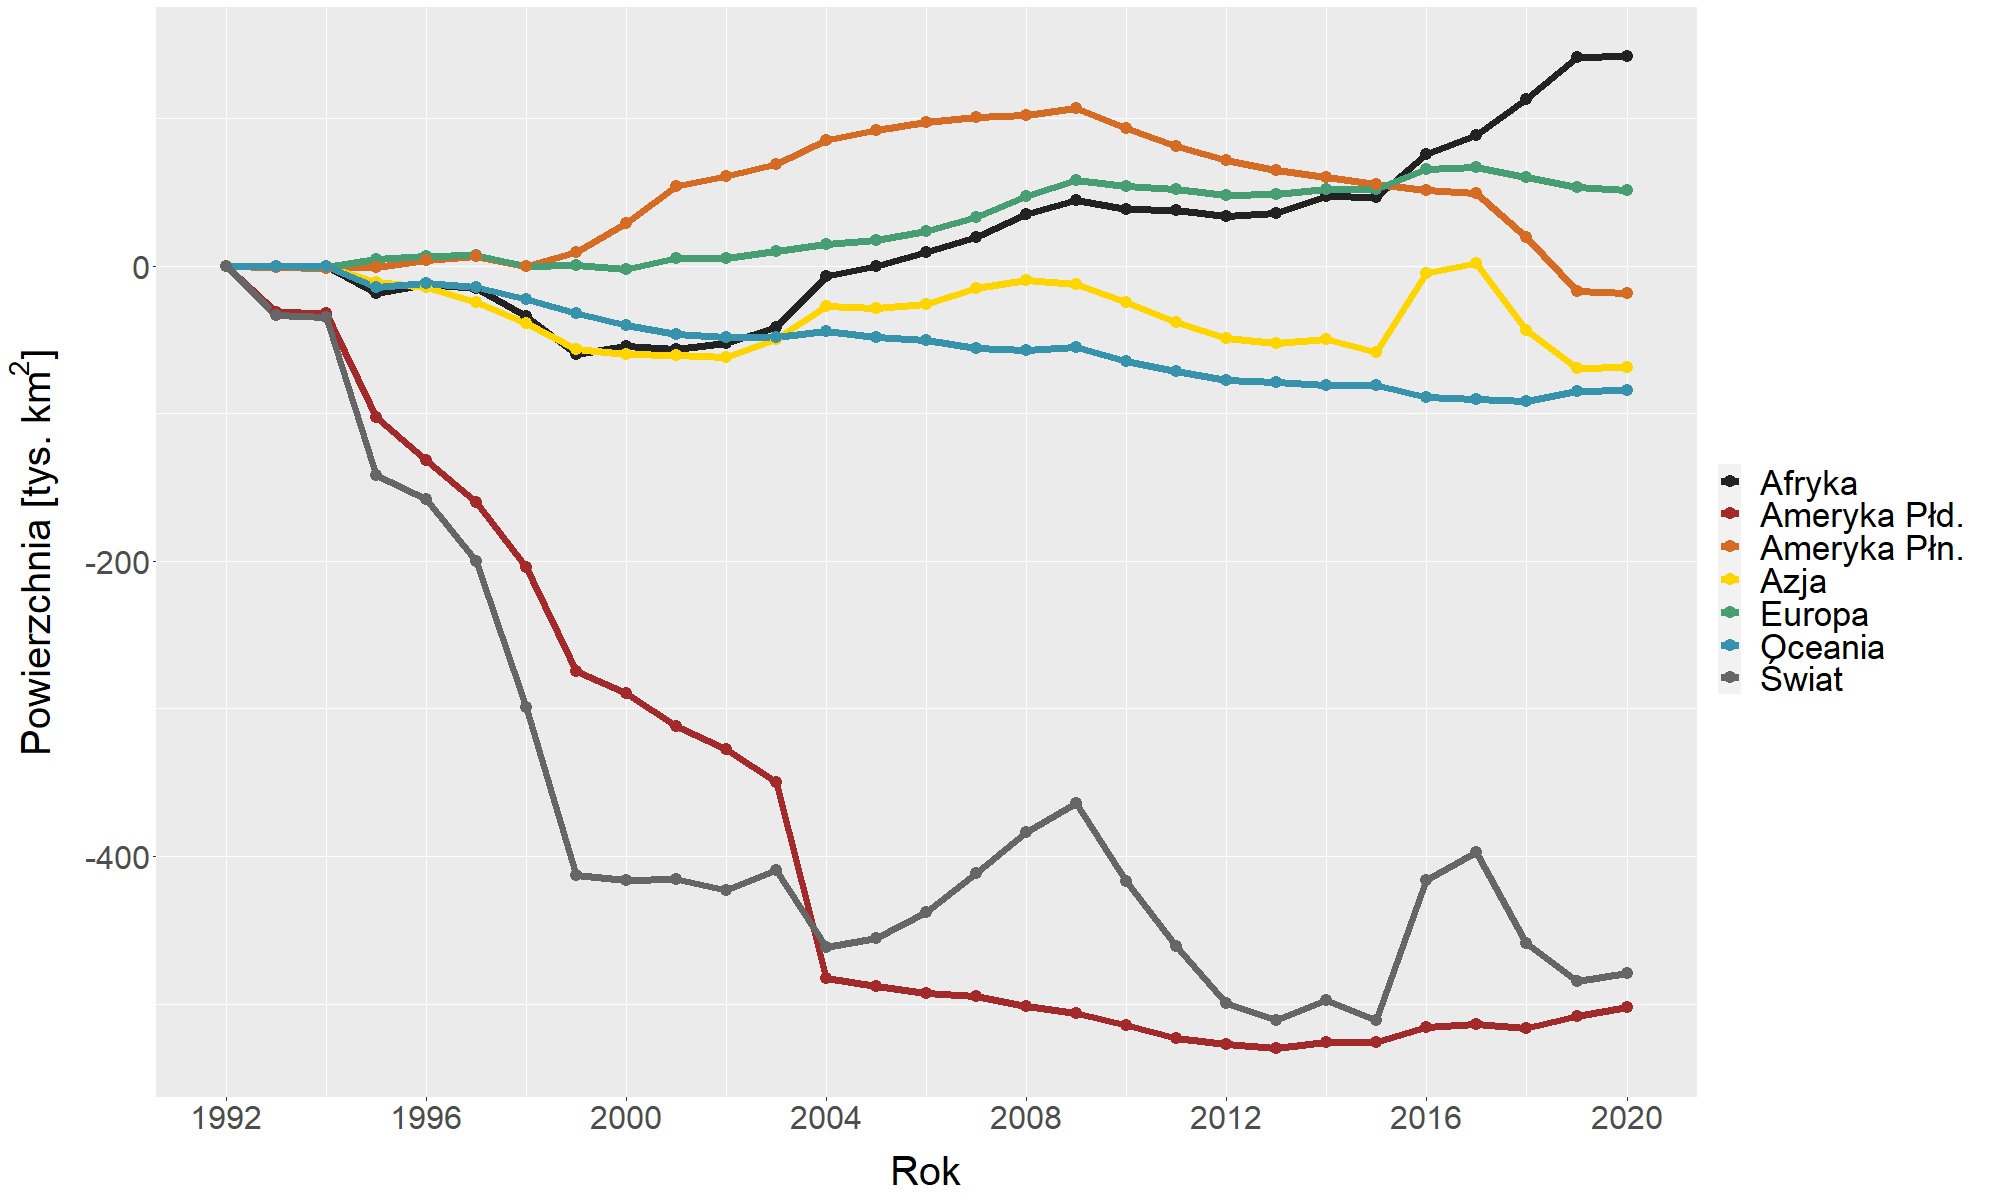 Powierzchnia [tys. km²]
0
-200
-400
1992 1996 2000 2004 2008 2012 2016 2020
Rok
Afryka
Ameryka Płd.
Ameryka Płn.
Azja
Europa
Oceania
Świat